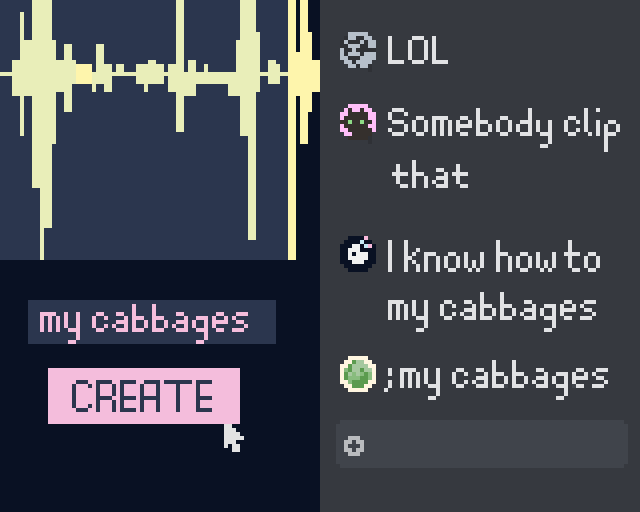 my cabbages
CREATE
LOL
Somebody clip
that
I know how to
my cabbages
;my cabbages